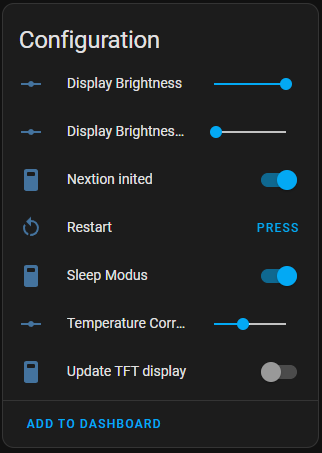 Configuration
Display Brightness
Display Brightnes...
Nextion inited
Restart PRESS
Sleep Modus
Temperature Corr...
Update TFT display
ADD TO DASHBOARD